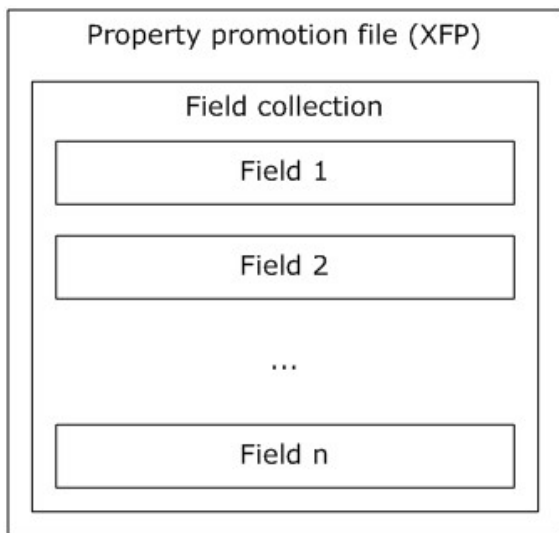 Property promotion file (XFP)
Field collection
Field 1
Field 2
...
Field n